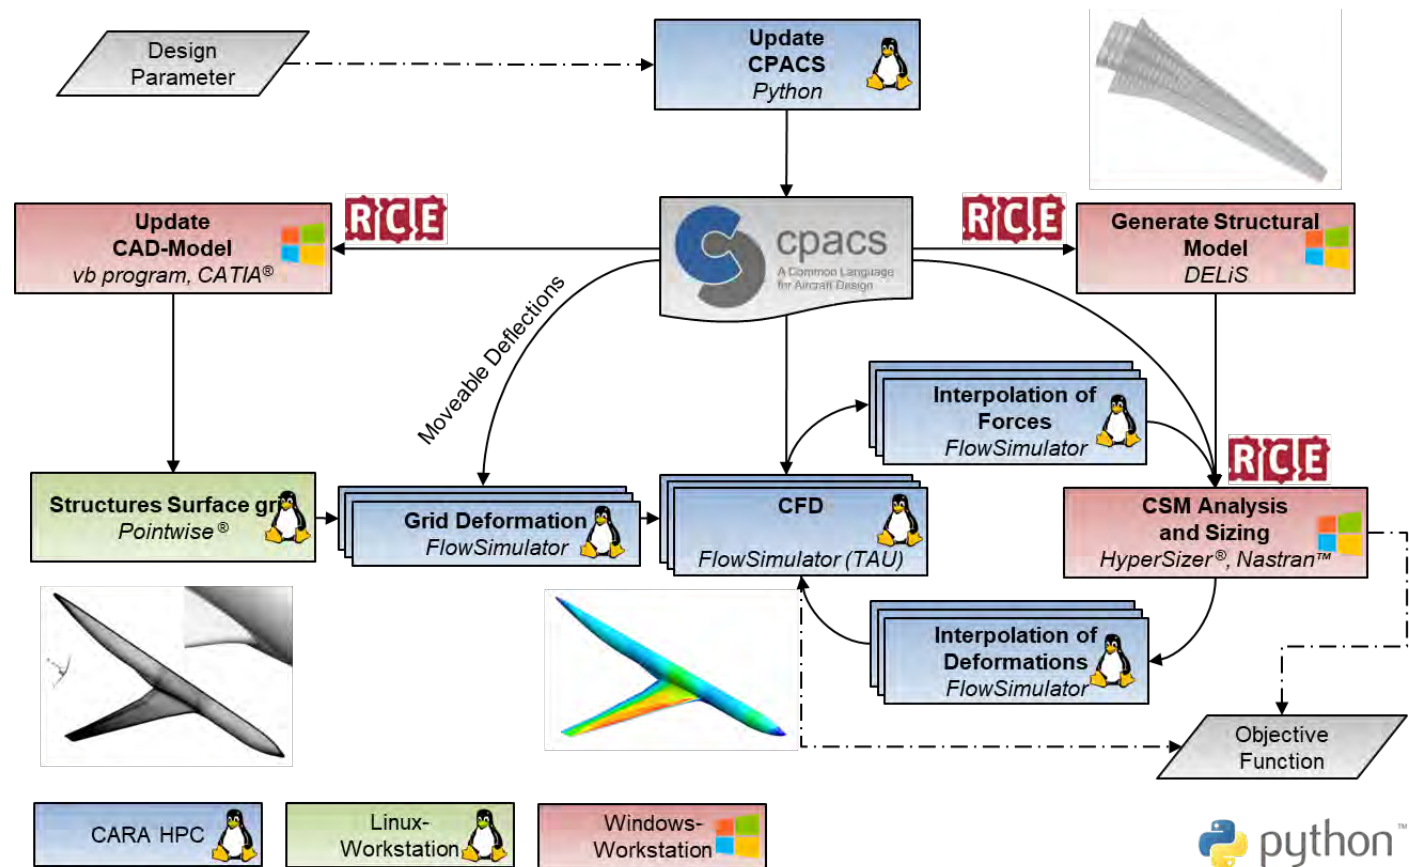 Design
Parameter
Update
CPACS
Python
Update
CAD-Model
vb program, CATIA®
RCE
cpacs
A Common Language
for Aircraft Design
RCE
Generate Structural
Model
DELiS
Moveable Deflections
Interpolation of
Forces
FlowSimulator
RCE
Structures Surface gri
Pointwise®
Grid Deformation
FlowSimulator
CFD
FlowSimulator (TAU)
CSM Analysis
and Sizing
HyperSizer®, Nastran™
Interpolation of
Deformations
FlowSimulator
Objective
Function
CARA HPC
Linux-
Workstation
Windows-
Workstation
python™